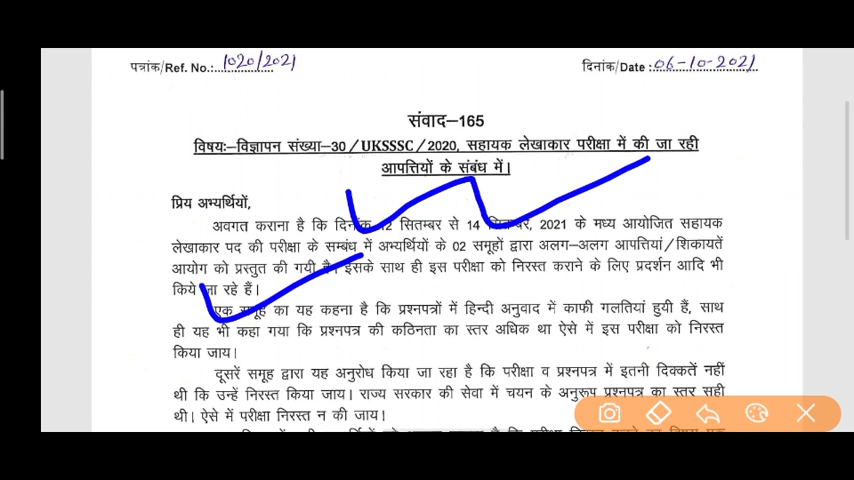 पत्रांक/Ref. No.: 1020/2021 दिनांक/Date : 06-10-2021
संवाद–165
विषयः–विज्ञापन संख्या–30/UKSSSC/2020, सहायक लेखाकार परीक्षा में की जा रही
आपत्तियों के संबंध में।
प्रिय अभ्यर्थियों,
अवगत कराना है कि दिनांक 12 सितम्बर से 14 सितम्बर, 2021 के मध्य आयोजित सहायक
लेखाकार पद की परीक्षा के सम्बंध में अभ्यर्थियों के 02 समूहों द्वारा अलग–अलग आपत्तियां/शिकायतें
आयोग को प्रस्तुत की गयी है। इसके साथ ही इस परीक्षा को निरस्त कराने के लिए प्रदर्शन आदि भी
किये जा रहे हैं।
एक समूह का यह कहना है कि प्रश्नपत्रों में हिन्दी अनुवाद में काफी गलतियां हुयी हैं, साथ
ही यह भी कहा गया कि प्रश्नपत्र की कठिनता का स्तर अधिक था ऐसे में इस परीक्षा को निरस्त
किया जाय।
दूसरें समूह द्वारा यह अनुरोध किया जा रहा है कि परीक्षा व प्रश्नपत्र में इतनी दिक्कतें नहीं
थी कि उन्हें निरस्त किया जाय। राज्य सरकार की सेवा में चयन के अनुरूप प्रश्नपत्र का स्तर सही
थी। ऐसे में परीक्षा निरस्त न की जाय।